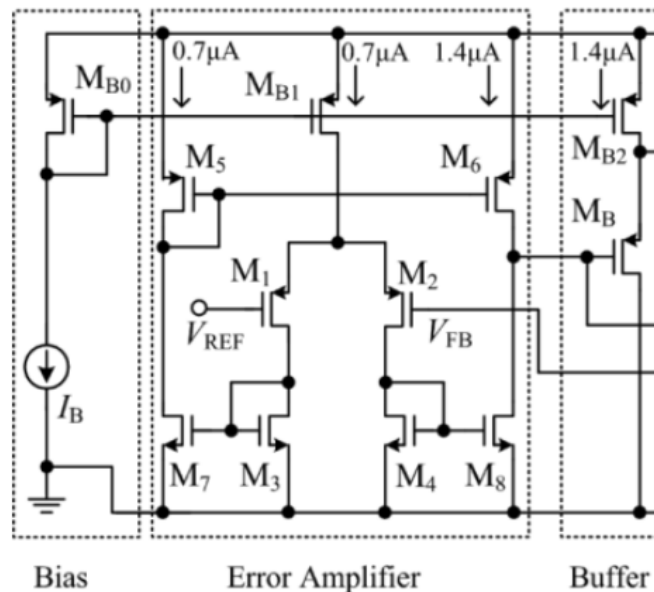 0.7μA 0.7μA 1.4μA 1.4μA
M_B0 M_B1 M_B2
M_5 M_6 M_B
M_1 M_2
V_REF V_FB
I_B
M_7 M_3 M_4 M_8
Bias Error Amplifier Buffer